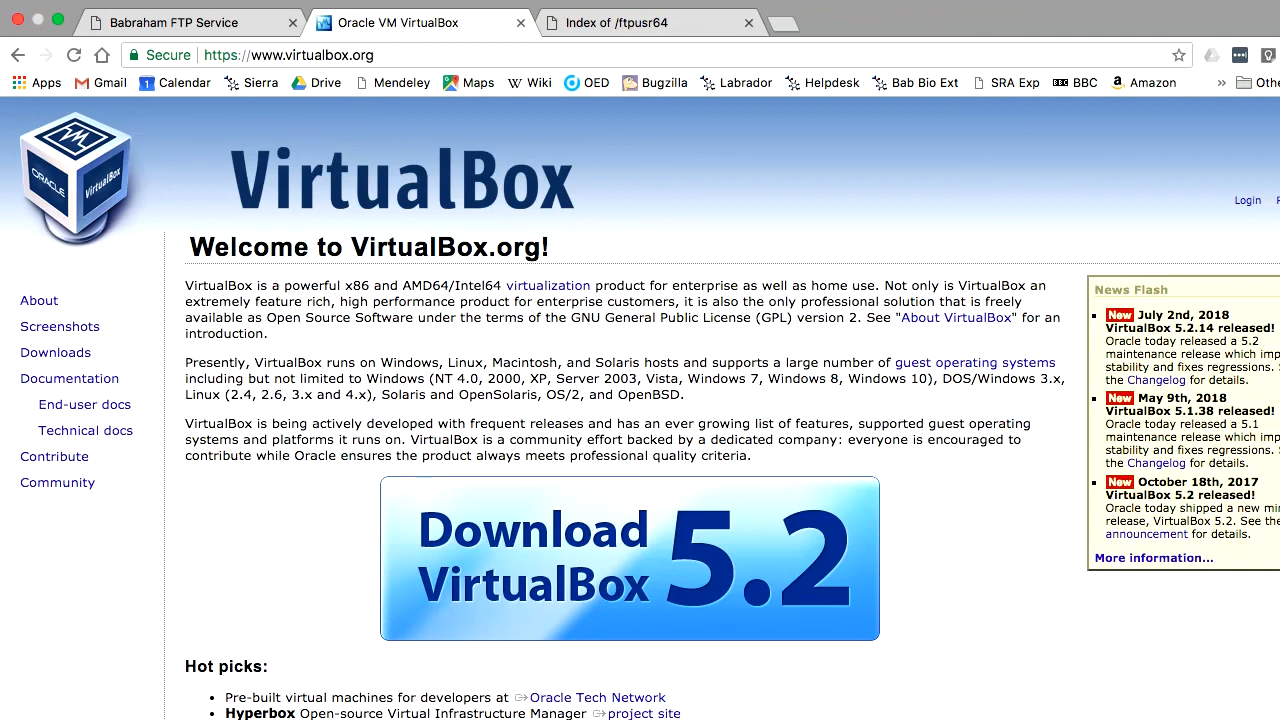 Babraham FTP Service
Oracle VM VirtualBox
Index of /ftpusr64
Secure
https://www.virtualbox.org
Apps
Gmail
Calendar
Sierra
Drive
Mendeley
Maps
Wiki
OED
Bugzilla
Labrador
Helpdesk
Bab Bio Ext
SRA Exp
BBC
Amazon
»
ORACLE
VirtualBox
VirtualBox
Login
Welcome to VirtualBox.org!
About
Screenshots
Downloads
Documentation
End-user docs
Technical docs
Contribute
Community
VirtualBox is a powerful x86 and AMD64/Intel64 virtualization product for enterprise as well as home use. Not only is VirtualBox an
extremely feature rich, high performance product for enterprise customers, it is also the only professional solution that is freely
available as Open Source Software under the terms of the GNU General Public License (GPL) version 2. See "About VirtualBox" for an
introduction.
Presently, VirtualBox runs on Windows, Linux, Macintosh, and Solaris hosts and supports a large number of guest operating systems
including but not limited to Windows (NT 4.0, 2000, XP, Server 2003, Vista, Windows 7, Windows 8, Windows 10), DOS/Windows 3.x,
Linux (2.4, 2.6, 3.x and 4.x), Solaris and OpenSolaris, OS/2, and OpenBSD.
VirtualBox is being actively developed with frequent releases and has an ever growing list of features, supported guest operating
systems and platforms it runs on. VirtualBox is a community effort backed by a dedicated company: everyone is encouraged to
contribute while Oracle ensures the product always meets professional quality criteria.
Download
VirtualBox
5.2
Hot picks:
Pre-built virtual machines for developers at Oracle Tech Network
Hyperbox Open-source Virtual Infrastructure Manager project site
News Flash
New July 2nd, 2018
VirtualBox 5.2.14 released!
Oracle today released a 5.2
maintenance release which
stability and fixes regressions.
the Changelog for details.
New May 9th, 2018
VirtualBox 5.1.38 released!
Oracle today released a 5.1
maintenance release which
stability and fixes regressions.
the Changelog for details.
New October 18th, 2017
VirtualBox 5.2 released!
Oracle today shipped a new
release, VirtualBox 5.2. See the
announcement for details.
More information...